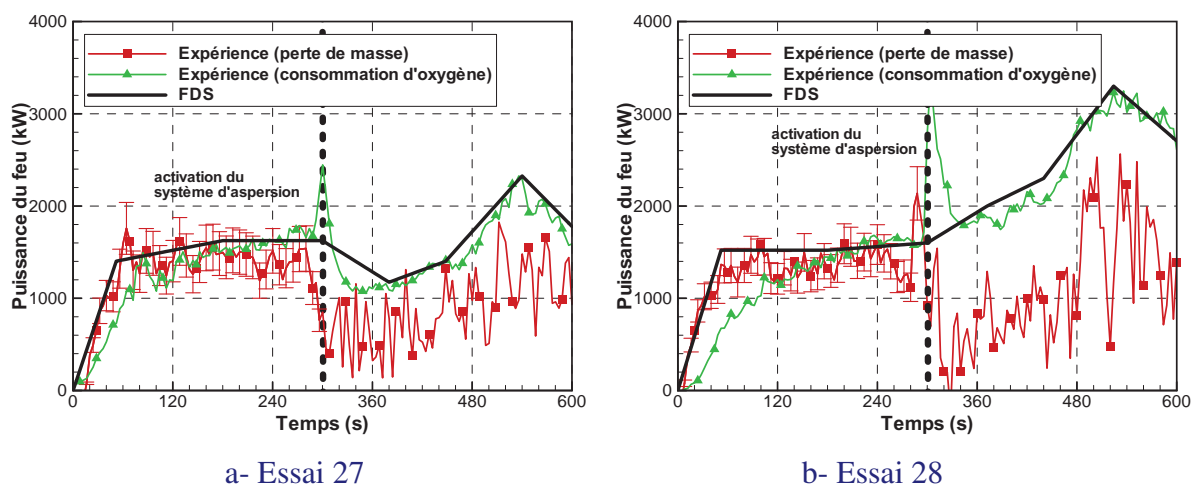 4000
3000
2000
1000
0
Puissance du feu (kW)
Expérience (perte de masse)
Expérience (consommation d'oxygène)
FDS
activation du
système d'aspersion
0 120 240 360 480 600
Temps (s)
a- Essai 27
4000
3000
2000
1000
0
Puissance du feu (kW)
Expérience (perte de masse)
Expérience (consommation d'oxygène)
FDS
activation du
système d'aspersion
0 120 240 360 480 600
Temps (s)
b- Essai 28